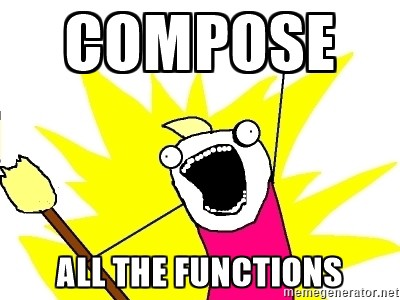 COMPOSE
ALL THE FUNCTIONS
memegenerator.net